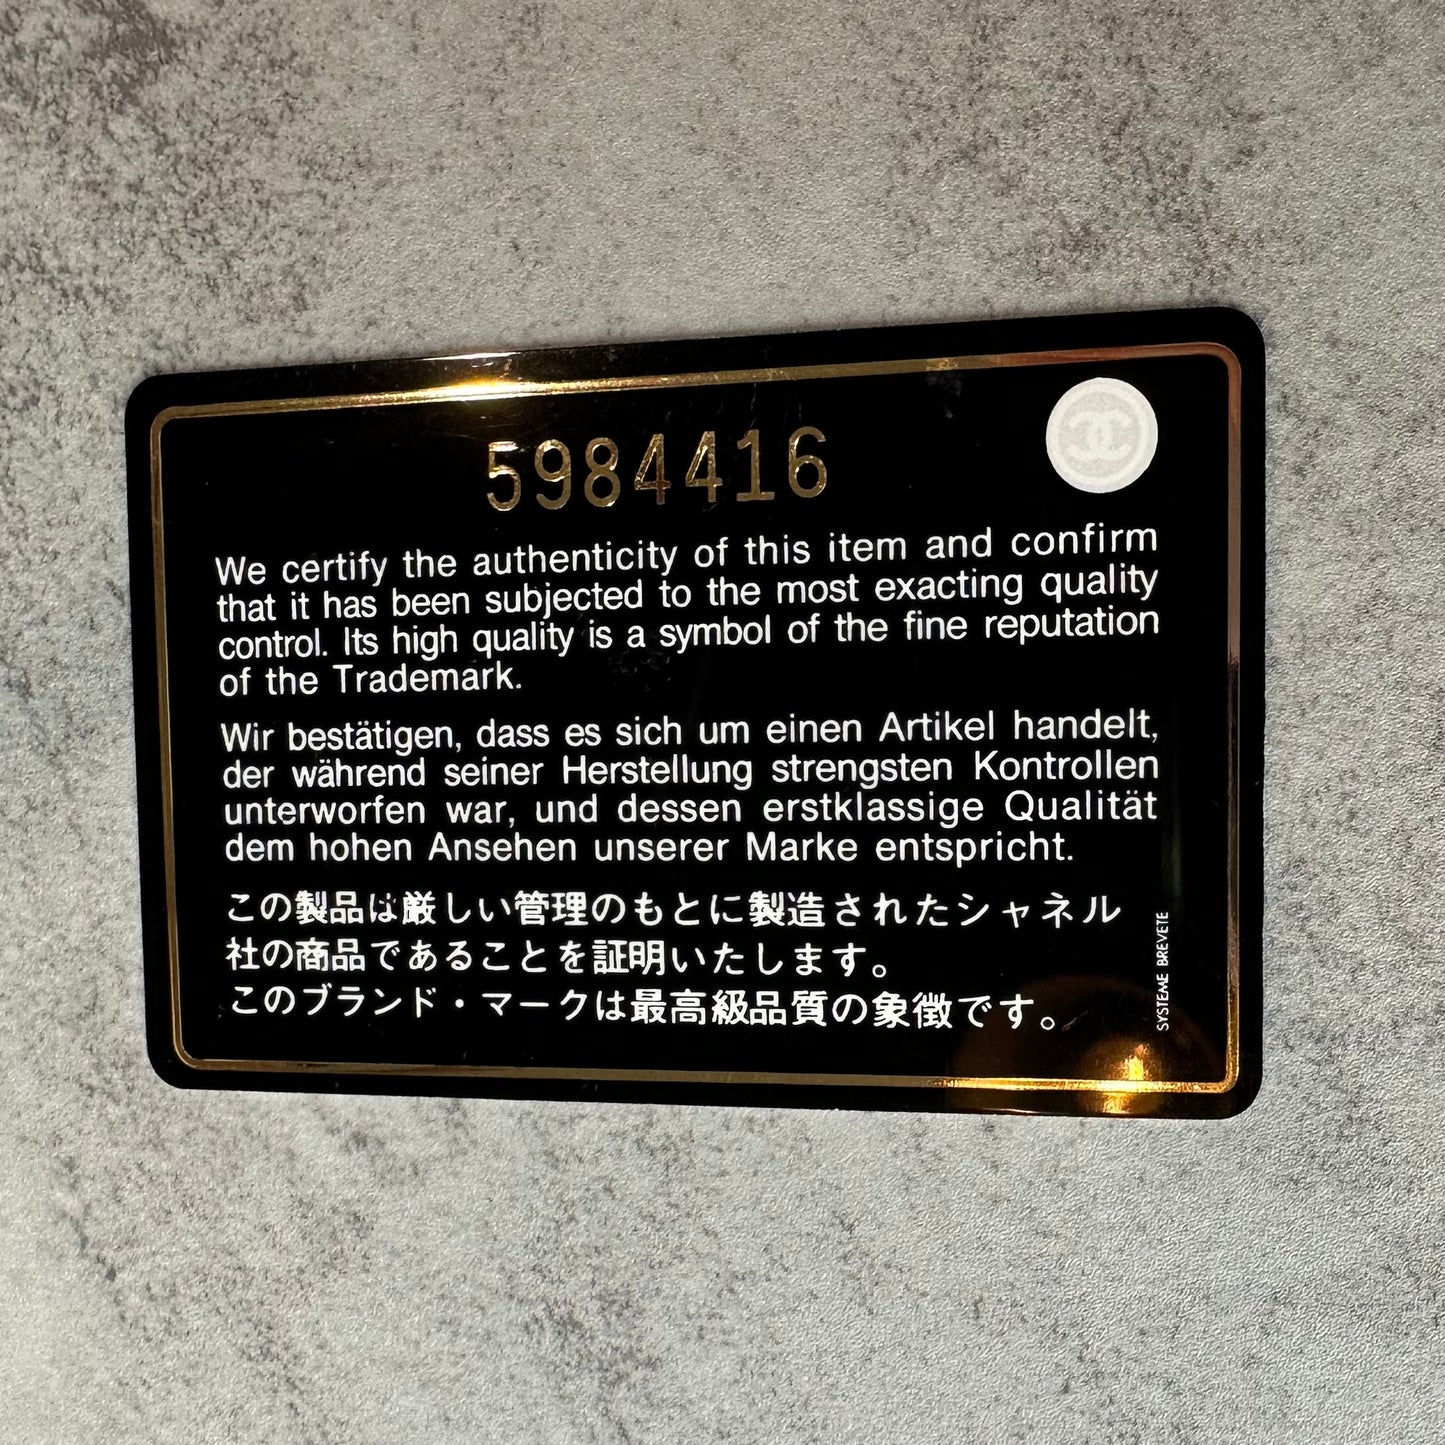 5984416
We certify the authenticity of this item and confirm
that it has been subjected to the most exacting quality
control. Its high quality is a symbol of the fine reputation
of the Trademark.
Wir bestätigen, dass es sich um einen Artikel handelt,
der während seiner Herstellung strengsten Kontrollen
unterworfen war, und dessen erstklassige Qualität
dem hohen Ansehen unserer Marke entspricht.
この製品は厳しい管理のもとに製造されたシャネル
社の商品であることを証明いたします。
このブランド・マークは最高級品質の象徴です。
SYSTEME BREVETE